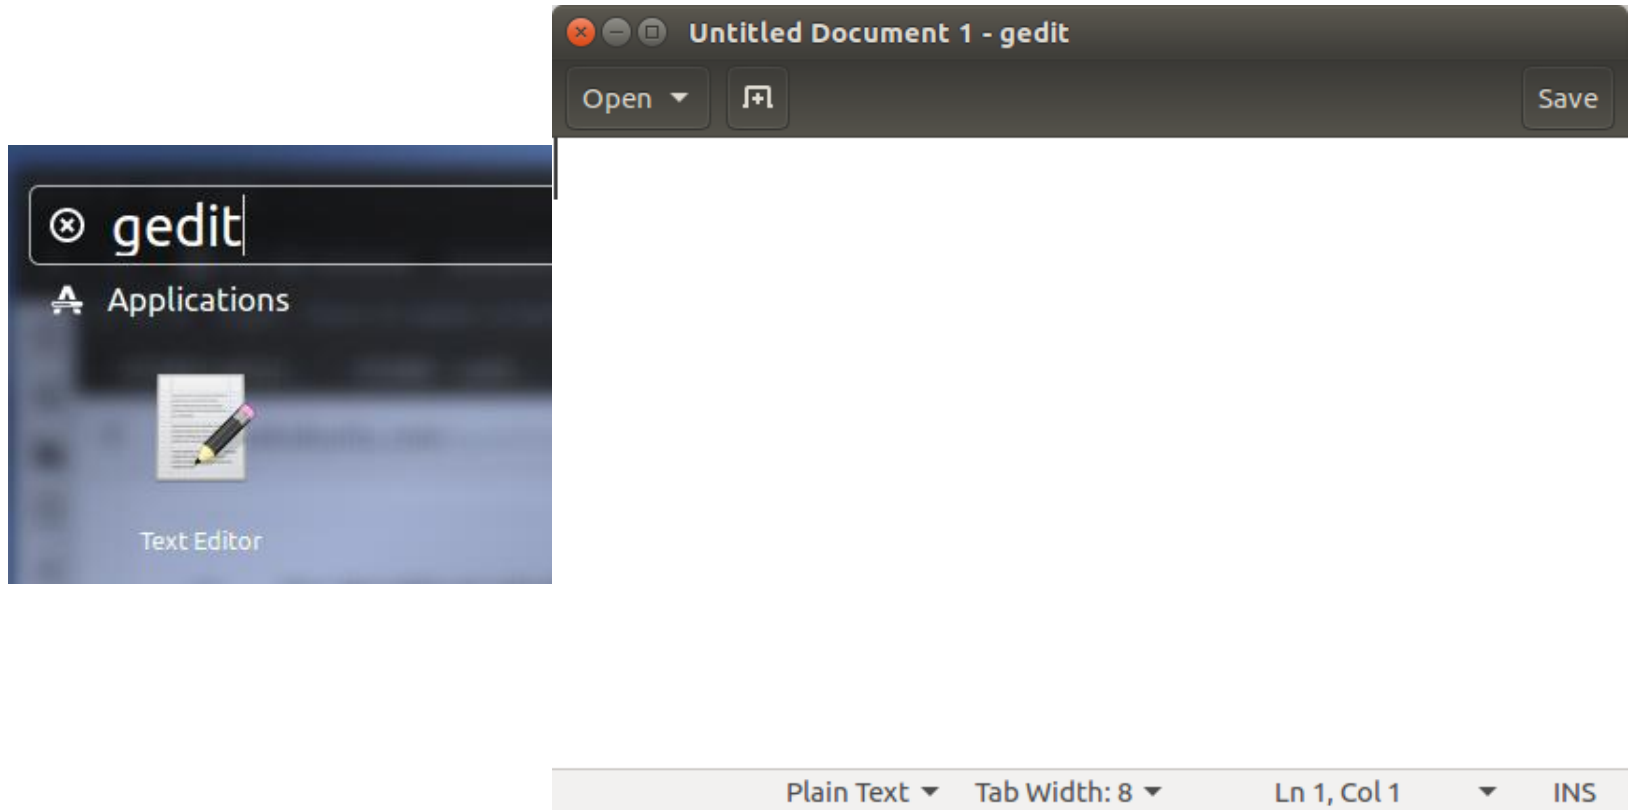 gedit
Applications
Text Editor
Untitled Document 1 - gedit
Open
Save
Plain Text Tab Width: 8 Ln 1, Col 1 INS